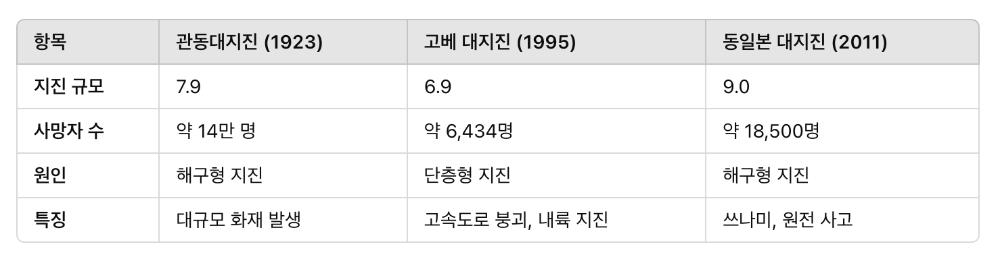 항목 관동대지진 (1923) 고베 대지진 (1995) 동일본 대지진 (2011)
지진 규모 7.9 6.9 9.0
사망자 수 약 14만 명 약 6,434명 약 18,500명
원인 해구형 지진 단층형 지진 해구형 지진
특징 대규모 화재 발생 고속도로 붕괴, 내륙 지진 쓰나미, 원전 사고